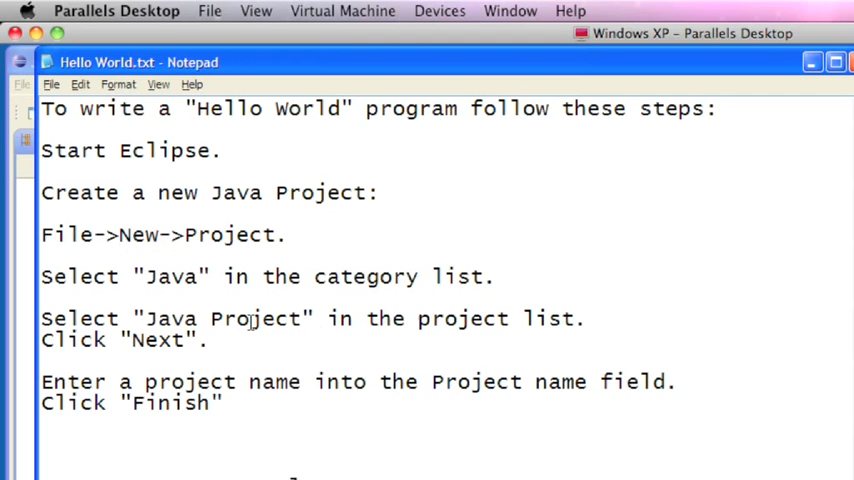 Parallels Desktop File View Virtual Machine Devices Window Help
Windows XP – Parallels Desktop
Hello World.txt - Notepad
File Edit Format View Help
To write a "Hello World" program follow these steps:
Start Eclipse.
Create a new Java Project:
File->New->Project.
Select "Java" in the category list.
Select "Java Project" in the project list.
Click "Next".
Enter a project name into the Project name field.
Click "Finish"